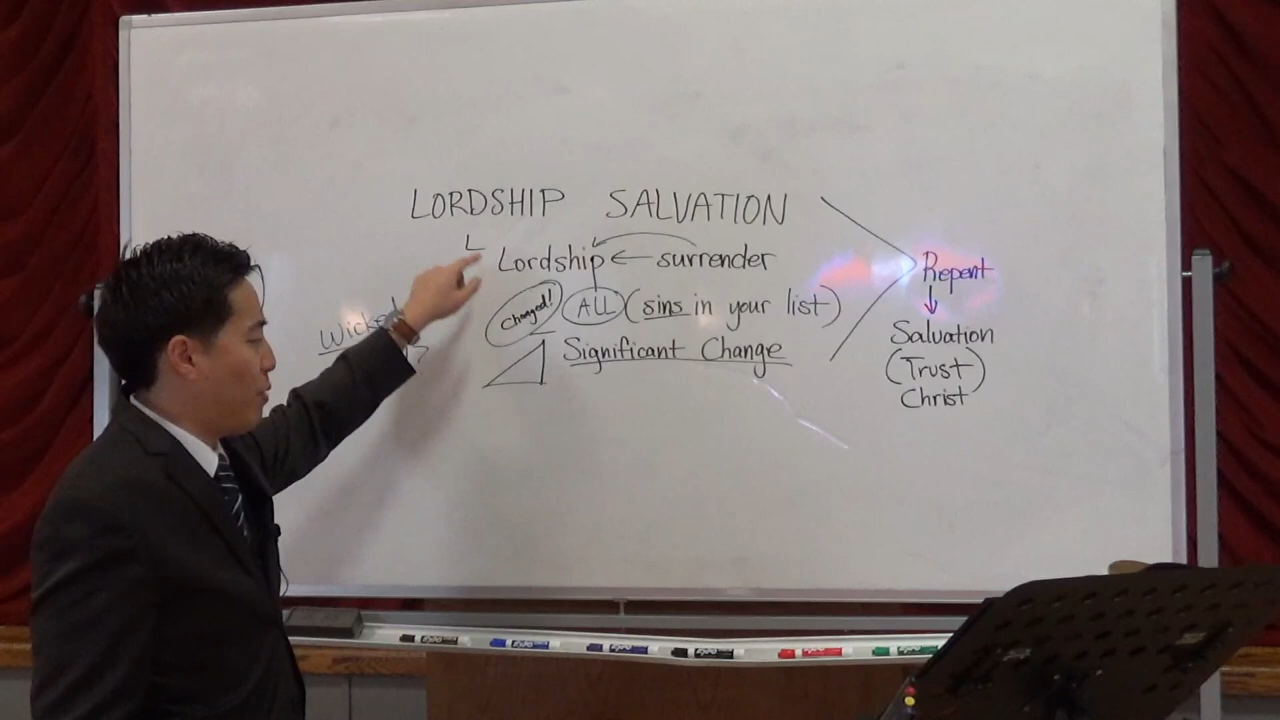 LORDSHIP SALVATION
L
Lordship ← surrender
Changed! ALL (sins in your list)
Significant Change
?
Repent
↓
Salvation
(Trust)
Christ